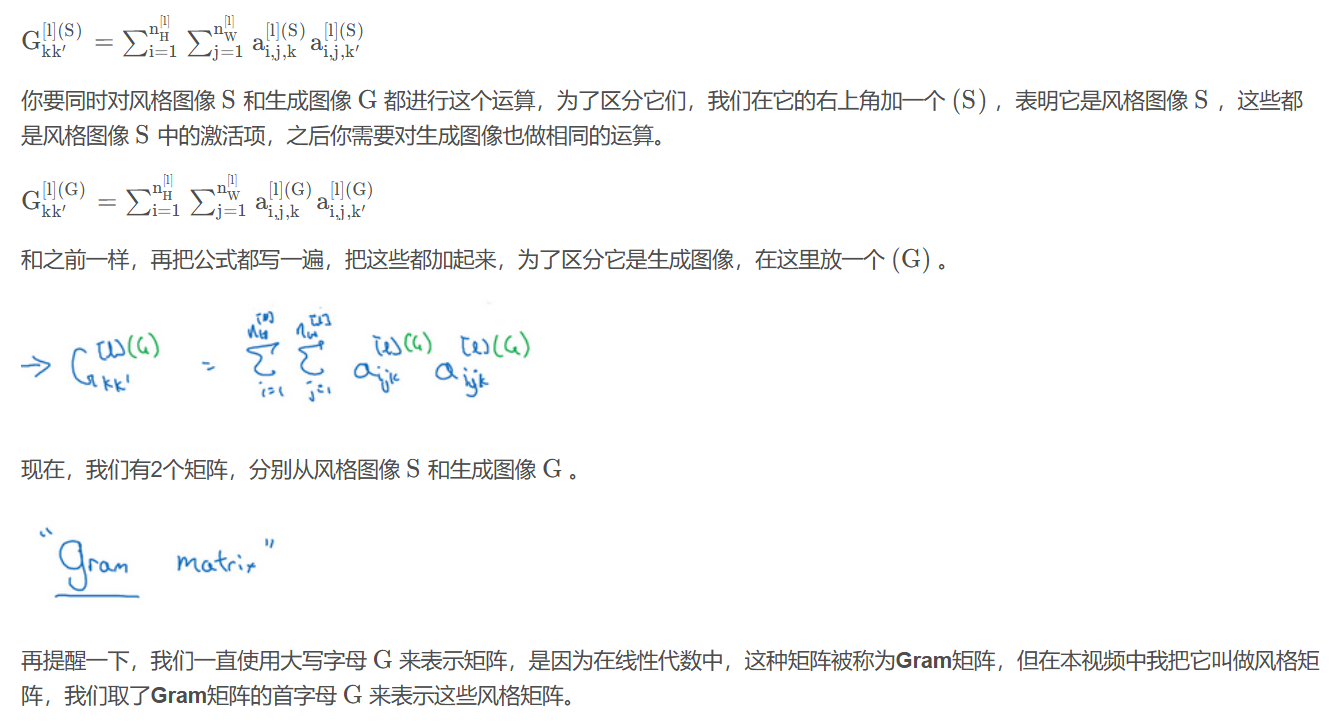 G_{kk′}^{[l](S)} = ∑_{i=1}^{n_H^{[l]}} ∑_{j=1}^{n_W^{[l]}} a_{i,j,k}^{[l](S)} a_{i,j,k′}^{[l](S)}
你要同时对风格图像 S 和生成图像 G 都进行这个运算，为了区分它们，我们在它的右上角加一个 (S) ，表明它是风格图像 S ，这些都
是风格图像 S 中的激活项，之后你需要对生成图像也做相同的运算。
G_{kk′}^{[l](G)} = ∑_{i=1}^{n_H^{[l]}} ∑_{j=1}^{n_W^{[l]}} a_{i,j,k}^{[l](G)} a_{i,j,k′}^{[l](G)}
和之前一样，再把公式都写一遍，把这些都加起来，为了区分它是生成图像，在这里放一个 (G) 。
→ G_{kk'}^{[l](G)} = ∑_{i=1}^{n_H^{[l]}} ∑_{j=1}^{n_W^{[l]}} a_{ijk}^{[l](G)} a_{ijk}^{[l](G)}
现在，我们有2个矩阵，分别从风格图像 S 和生成图像 G 。
"Gram matrix"
再提醒一下，我们一直使用大写字母 G 来表示矩阵，是因为在线性代数中，这种矩阵被称为Gram矩阵，但在本视频中我把它叫做风格矩
阵，我们取了Gram矩阵的首字母 G 来表示这些风格矩阵。